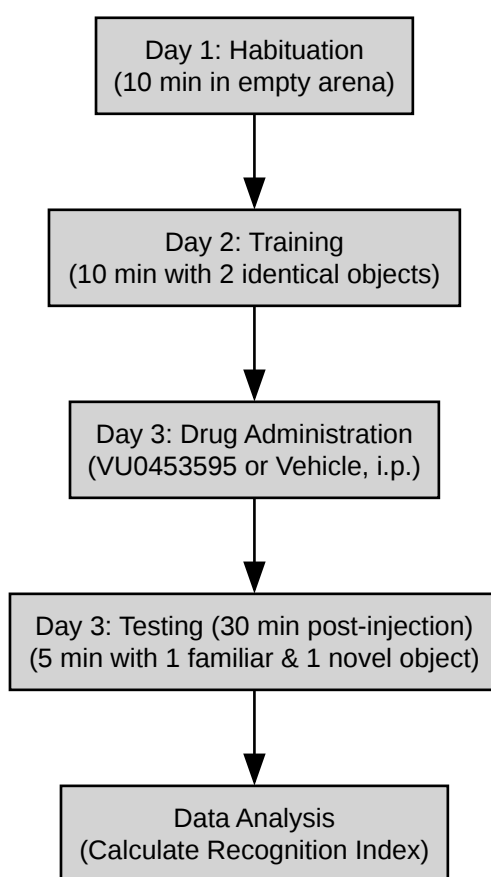 Day 1: Habituation
(10 min in empty arena)
Day 2: Training
(10 min with 2 identical objects)
Day 3: Drug Administration
(VU0453595 or Vehicle, i.p.)
Day 3: Testing (30 min post-injection)
(5 min with 1 familiar & 1 novel object)
Data Analysis
(Calculate Recognition Index)